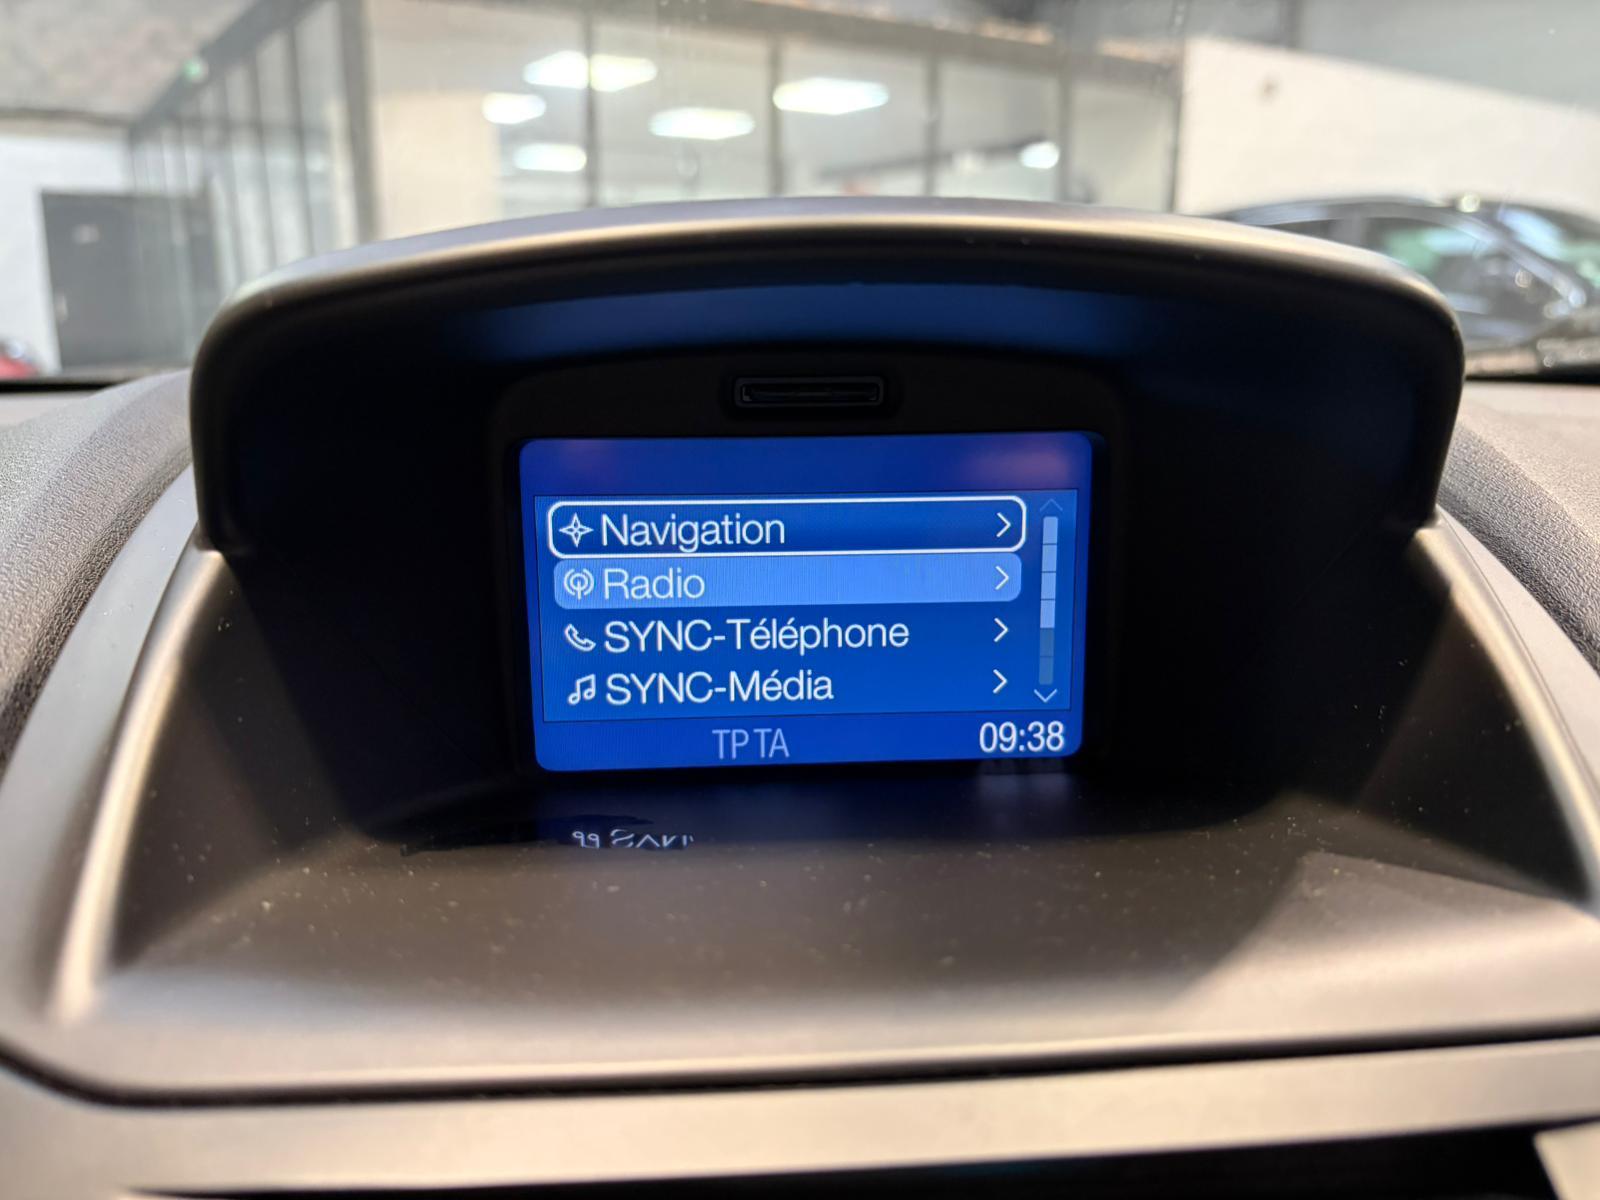 Navigation
Radio
SYNC-Téléphone
SYNC-Média
TP TA
09:38